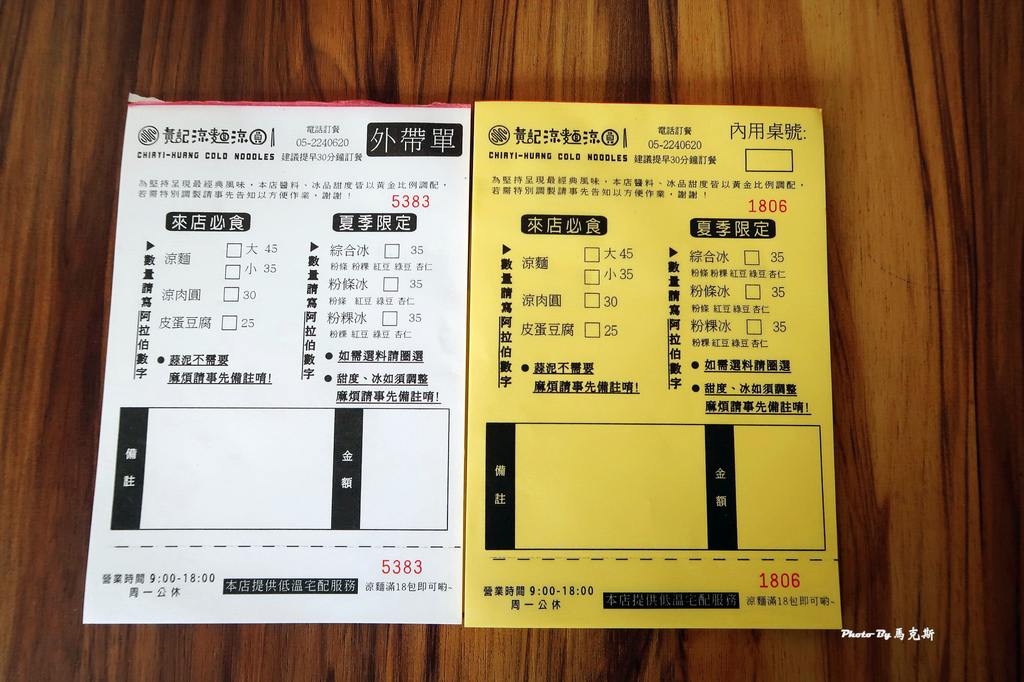 黃記涼麵涼圓
CHIAYI-HUANG COLD NOODLES
電話訂餐
05-2240620
建議提早30分鐘訂餐
外帶單
為堅持呈現最經典風味，本店醬料、冰品甜度皆以黃金比例調配，
若需特別調製請事先告知以方便作業，謝謝！
5383
來店必食
▶數量請寫阿拉伯數字
涼麵 大 45
小 35
涼肉圓 30
皮蛋豆腐 25
● 蒜泥不需要
麻煩請事先備註唷!
夏季限定
▶數量請寫阿拉伯數字
綜合冰 35
粉條 粉粿 紅豆 綠豆 杏仁
粉條冰 35
粉條 紅豆 綠豆 杏仁
粉粿冰 35
粉粿 紅豆 綠豆 杏仁
● 如需選料請圈選
● 甜度、冰如須調整
麻煩請事先備註唷!
備註
金額
5383
營業時間 9:00-18:00
周一公休
本店提供低溫宅配服務
涼麵滿18包即可喲~
黃記涼麵涼圓
CHIAYI-HUANG COLD NOODLES
電話訂餐
05-2240620
建議提早30分鐘訂餐
內用桌號:
為堅持呈現最經典風味，本店醬料、冰品甜度皆以黃金比例調配，
若需特別調製請事先告知以方便作業，謝謝！
1806
來店必食
▶數量請寫阿拉伯數字
涼麵 大 45
小 35
涼肉圓 30
皮蛋豆腐 25
● 蒜泥不需要
麻煩請事先備註唷!
夏季限定
▶數量請寫阿拉伯數字
綜合冰 35
粉條 粉粿 紅豆 綠豆 杏仁
粉條冰 35
粉條 紅豆 綠豆 杏仁
粉粿冰 35
粉粿 紅豆 綠豆 杏仁
● 如需選料請圈選
● 甜度、冰如須調整
麻煩請事先備註唷!
備註
金額
1806
營業時間 9:00-18:00
周一公休
本店提供低溫宅配服務
涼麵滿18包即可喲~
Photo By 馬克斯